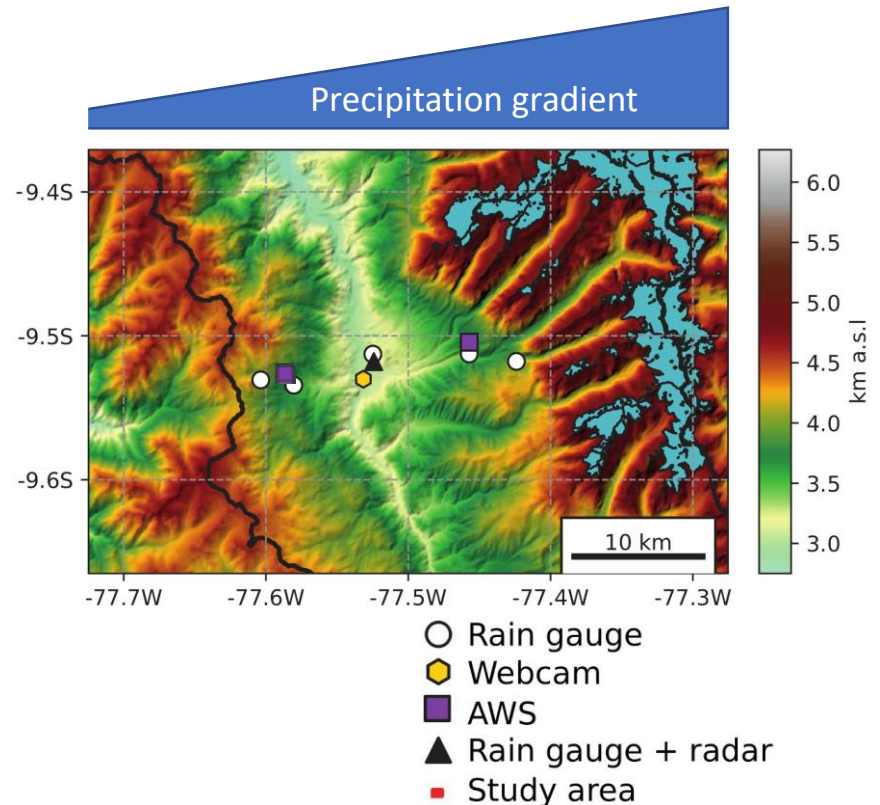 Precipitation gradient
-9.4S
-9.5S
-9.6S
-77.7W
-77.6W
-77.5W
-77.4W
-77.3W
10 km
6.0
5.5
5.0
4.5
4.0
3.5
3.0
km a.s.l
Rain gauge
Webcam
AWS
Rain gauge + radar
Study area